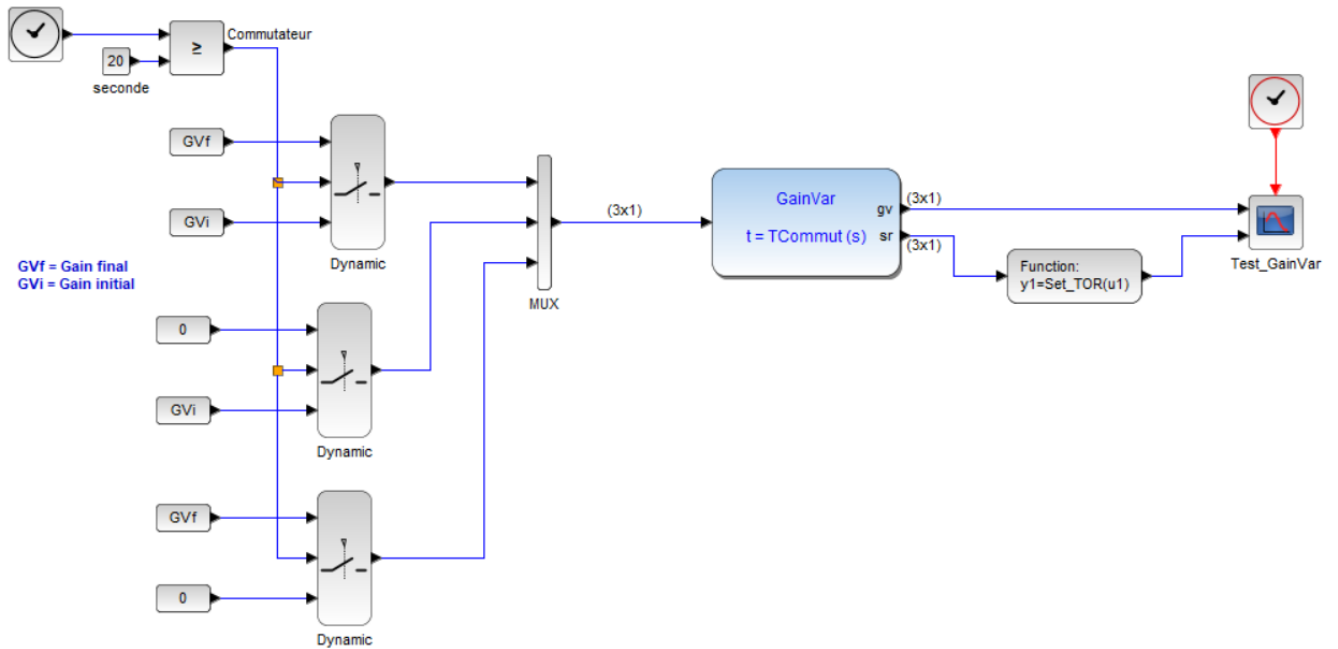 Commutateur
≥
20
seconde
GVf
GVi
Dynamic
GVf = Gain final
GVi = Gain initial
0
GVi
Dynamic
GVf
0
Dynamic
MUX
(3x1)
GainVar
t = TCommut (s)
gv
sr
(3x1)
(3x1)
Function:
y1=Set_TOR(u1)
Test_GainVar